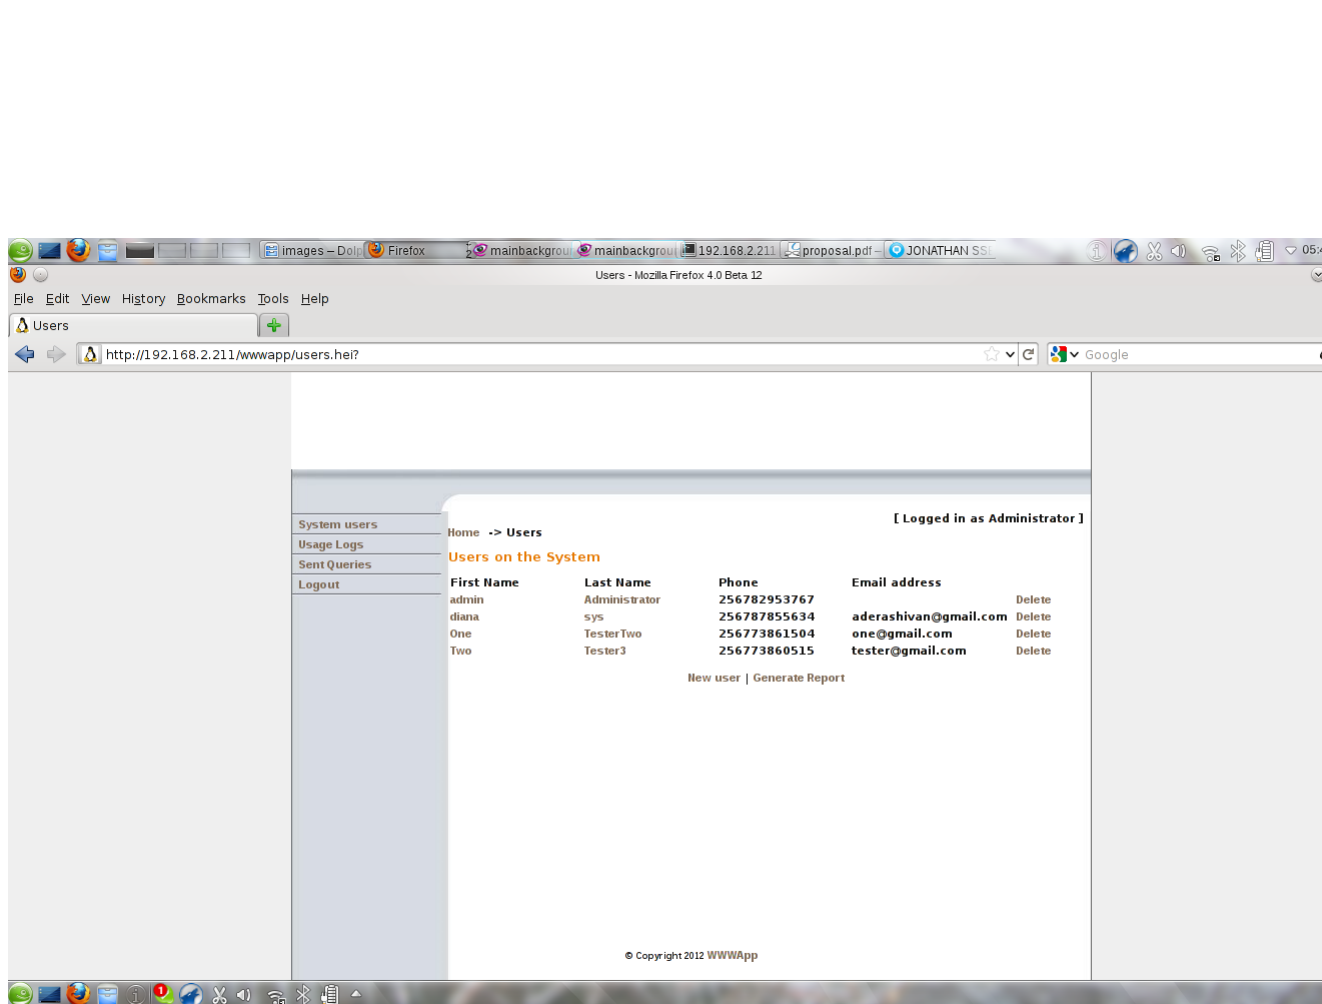 images – Dolp Firefox mainbackgrou mainbackgrou 192.168.2.211 proposal.pdf – JONATHAN SSE 05:4
Users - Mozilla Firefox 4.0 Beta 12
File Edit View History Bookmarks Tools Help
Users
http://192.168.2.211/wwwapp/users.hei? Google
[ Logged in as Administrator ]
System users
Usage Logs
Sent Queries
Logout
Home -> Users
Users on the System
First Name Last Name Phone Email address
admin Administrator 256782953767 Delete
diana sys 256787855634 aderashivan@gmail.com Delete
One TesterTwo 256773861504 one@gmail.com Delete
Two Tester3 256773860515 tester@gmail.com Delete
New user | Generate Report
© Copyright 2012 WWWApp
1